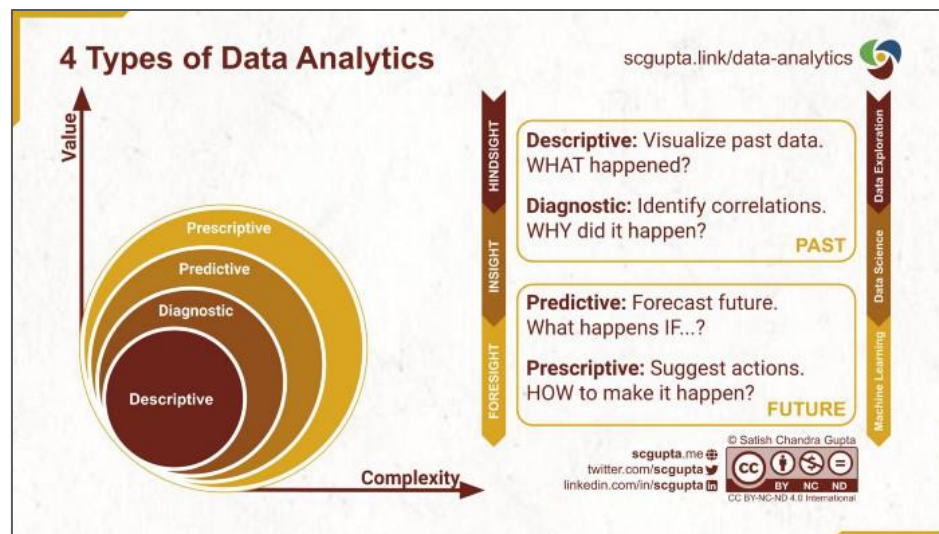 4 Types of Data Analytics
scgupta.link/data-analytics
Value
Complexity
Prescriptive
Predictive
Diagnostic
Descriptive
HINDSIGHT
INSIGHT
FORESIGHT
Descriptive: Visualize past data.
WHAT happened?
Diagnostic: Identify correlations.
WHY did it happen?
PAST
Predictive: Forecast future.
What happens IF...?
Prescriptive: Suggest actions.
HOW to make it happen?
FUTURE
Data Exploration
Data Science
Machine Learning
scgupta.me
twitter.com/scgupta
linkedin.com/in/scgupta in
© Satish Chandra Gupta
cc
BY NC ND
CC BY-NC-ND 4.0 International